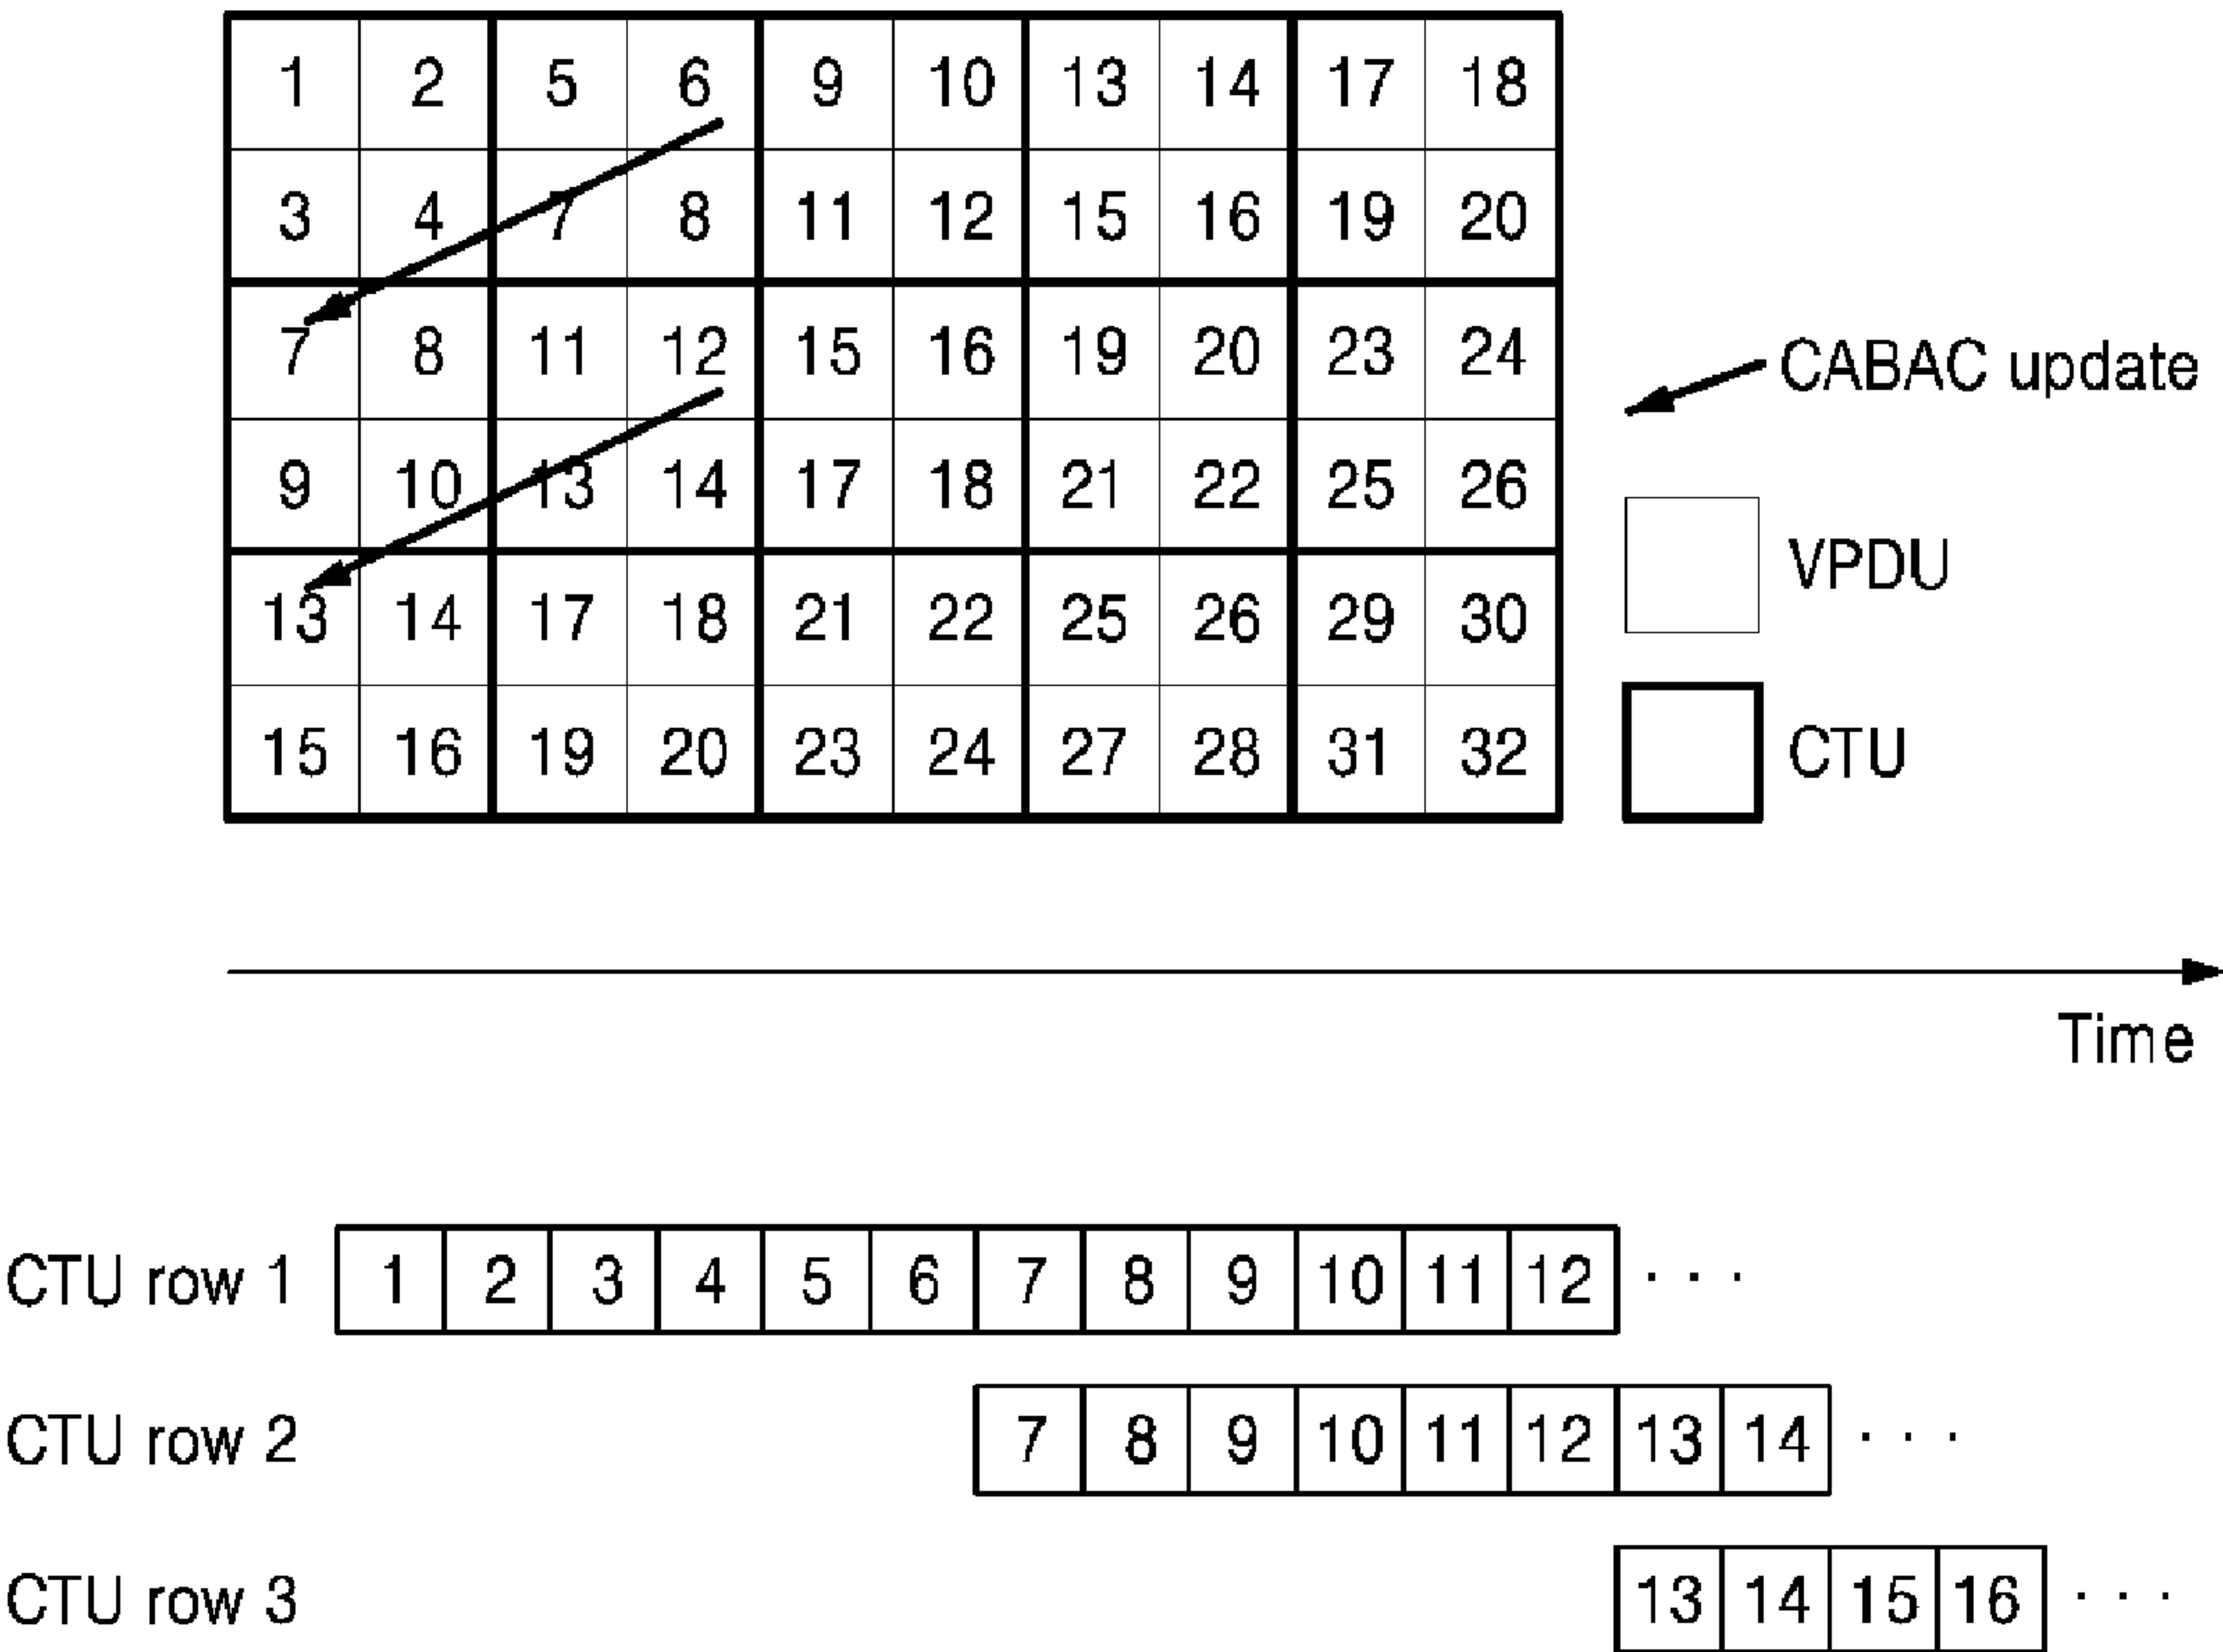 1 2 5 6 9 10 13 14 17 18
3 4 7 8 11 12 15 16 19 20
7 8 11 12 15 16 19 20 23 24
9 10 13 14 17 18 21 22 25 26
13 14 17 18 21 22 25 26 29 30
15 16 19 20 23 24 27 28 31 32
CABAC update
VPDU
CTU
Time
CTU row 1 1 2 3 4 5 6 7 8 9 10 11 12 . . .
CTU row 2 7 8 9 10 11 12 13 14 . . .
CTU row 3 13 14 15 16 . . .